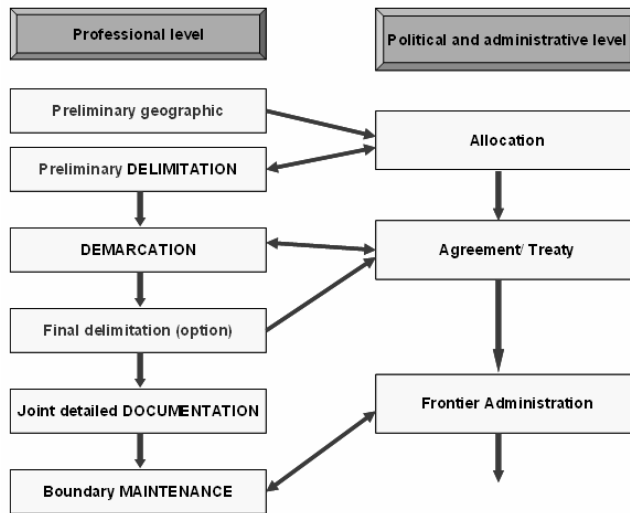 Professional level
Political and administrative level
Preliminary geographic
Allocation
Preliminary DELIMITATION
DEMARCATION
Agreement/ Treaty
Final delimitation (option)
Joint detailed DOCUMENTATION
Frontier Administration
Boundary MAINTENANCE